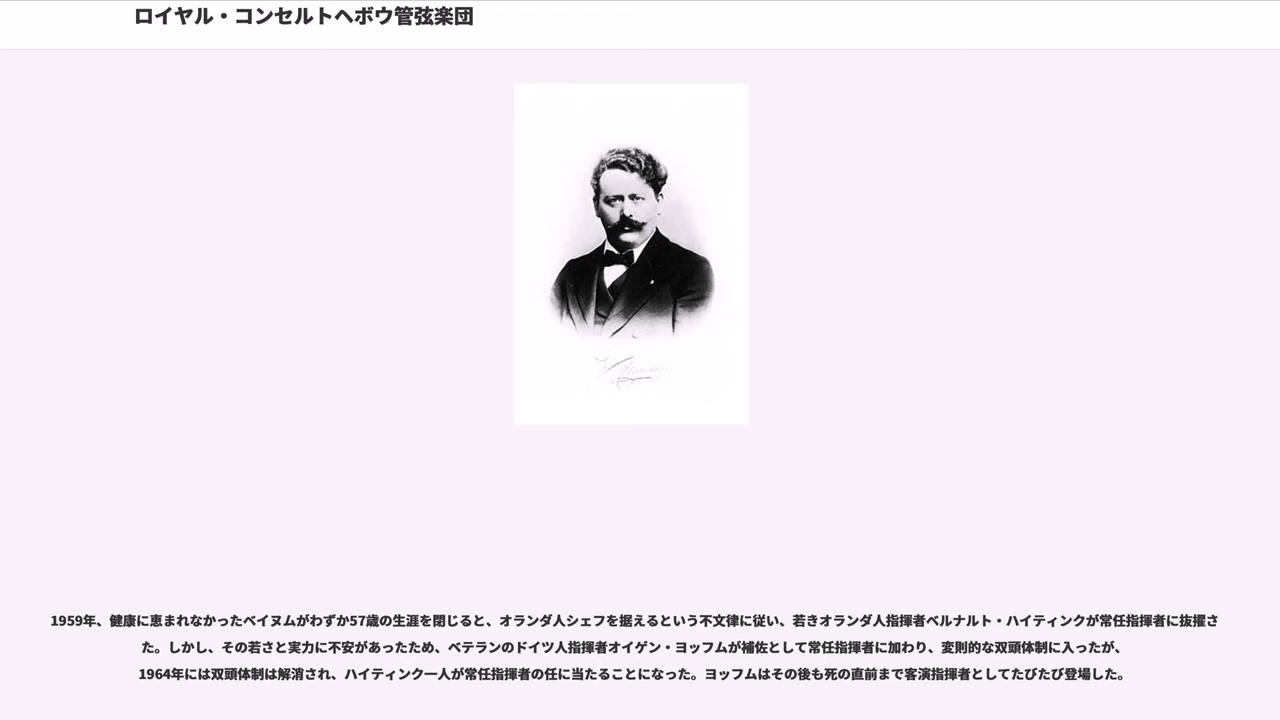 ロイヤル・コンセルトヘボウ管弦楽団
1959年、健康に恵まれなかったベイヌムがわずか57歳の生涯を閉じると、オランダ人シェフを据えるという不文律に従い、若きオランダ人指揮者ベルナルト・ハイティンクが常任指揮者に抜擢さ
た。しかし、その若さと実力に不安があったため、ベテランのドイツ人指揮者オイゲン・ヨッフムが補佐として常任指揮者に加わり、変則的な双頭体制に入ったが、
1964年には双頭体制は解消され、ハイティンク一人が常任指揮者の任に当たることになった。ヨッフムはその後も死の直前まで客演指揮者としてたびたび登場した。